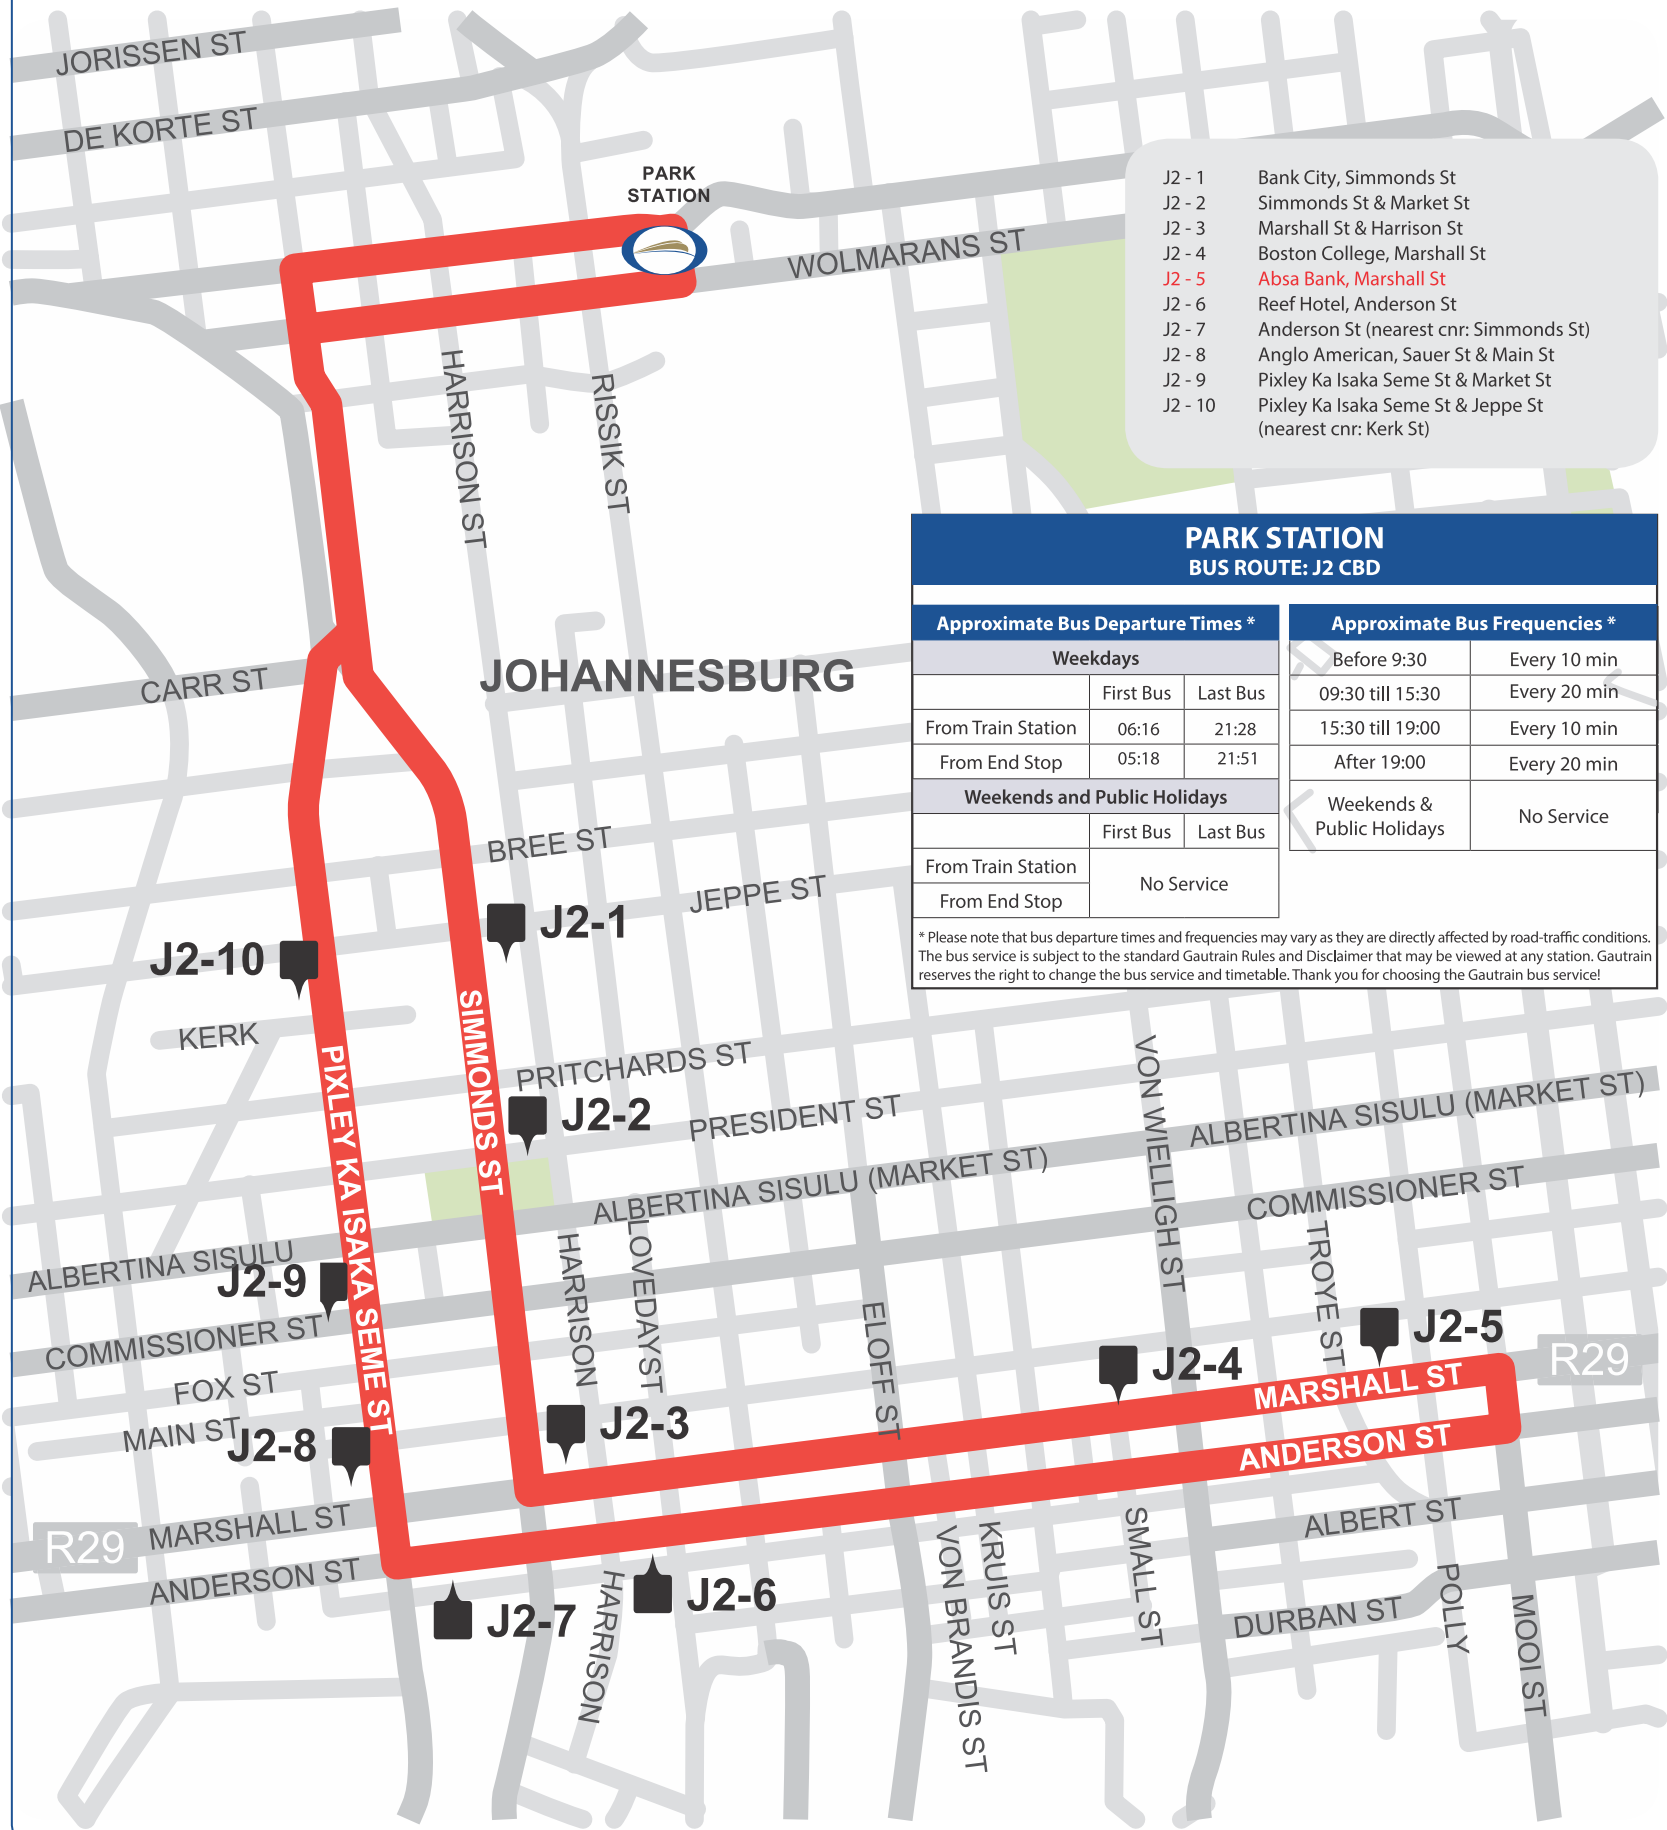 JORISSEN ST
DE KORTE ST
PARK
STATION
WOLMARANS ST
HARRISON ST
RISSIK ST
J2 - 1 Bank City, Simmonds St
J2 - 2 Simmonds St & Market St
J2 - 3 Marshall St & Harrison St
J2 - 4 Boston College, Marshall St
J2 - 5 Absa Bank, Marshall St
J2 - 6 Reef Hotel, Anderson St
J2 - 7 Anderson St (nearest cnr: Simmonds St)
J2 - 8 Anglo American, Sauer St & Main St
J2 - 9 Pixley Ka Isaka Seme St & Market St
J2 - 10 Pixley Ka Isaka Seme St & Jeppe St
(nearest cnr: Kerk St)
PARK STATION
BUS ROUTE: J2 CBD
Approximate Bus Departure Times *
Weekdays
First Bus Last Bus
From Train Station 06:16 21:28
From End Stop 05:18 21:51
Weekends and Public Holidays
First Bus Last Bus
From Train Station
No Service
From End Stop
Approximate Bus Frequencies *
Before 9:30 Every 10 min
09:30 till 15:30 Every 20 min
15:30 till 19:00 Every 10 min
After 19:00 Every 20 min
Weekends &
Public Holidays
No Service
* Please note that bus departure times and frequencies may vary as they are directly affected by road-traffic conditions.
The bus service is subject to the standard Gautrain Rules and Disclaimer that may be viewed at any station. Gautrain
reserves the right to change the bus service and timetable. Thank you for choosing the Gautrain bus service!
CARR ST
JOHANNESBURG
BREE ST
JEPPE ST
J2-1
J2-10
KERK
SIMMONDS ST
PIXLEY KA ISAKA SEME ST
PRITCHARDS ST
J2-2
PRESIDENT ST
VON WIELLIGH ST
ALBERTINA SISULU (MARKET ST)
ALBERTINA SISULU (MARKET ST)
COMMISSIONER ST
ALBERTINA SISULU
J2-9
COMMISSIONER ST
HARRISON
LOVEDAYST
ELOFF ST
TROYE ST
J2-5
R29
J2-4
MARSHALL ST
ANDERSON ST
FOX ST
MAIN ST
J2-8
J2-3
R29
MARSHALL ST
ANDERSON ST
J2-7
HARRISON
J2-6
VON BRANDIS ST
KRUIS ST
SMALL ST
ALBERT ST
DURBAN ST
POLLY
MOOI ST